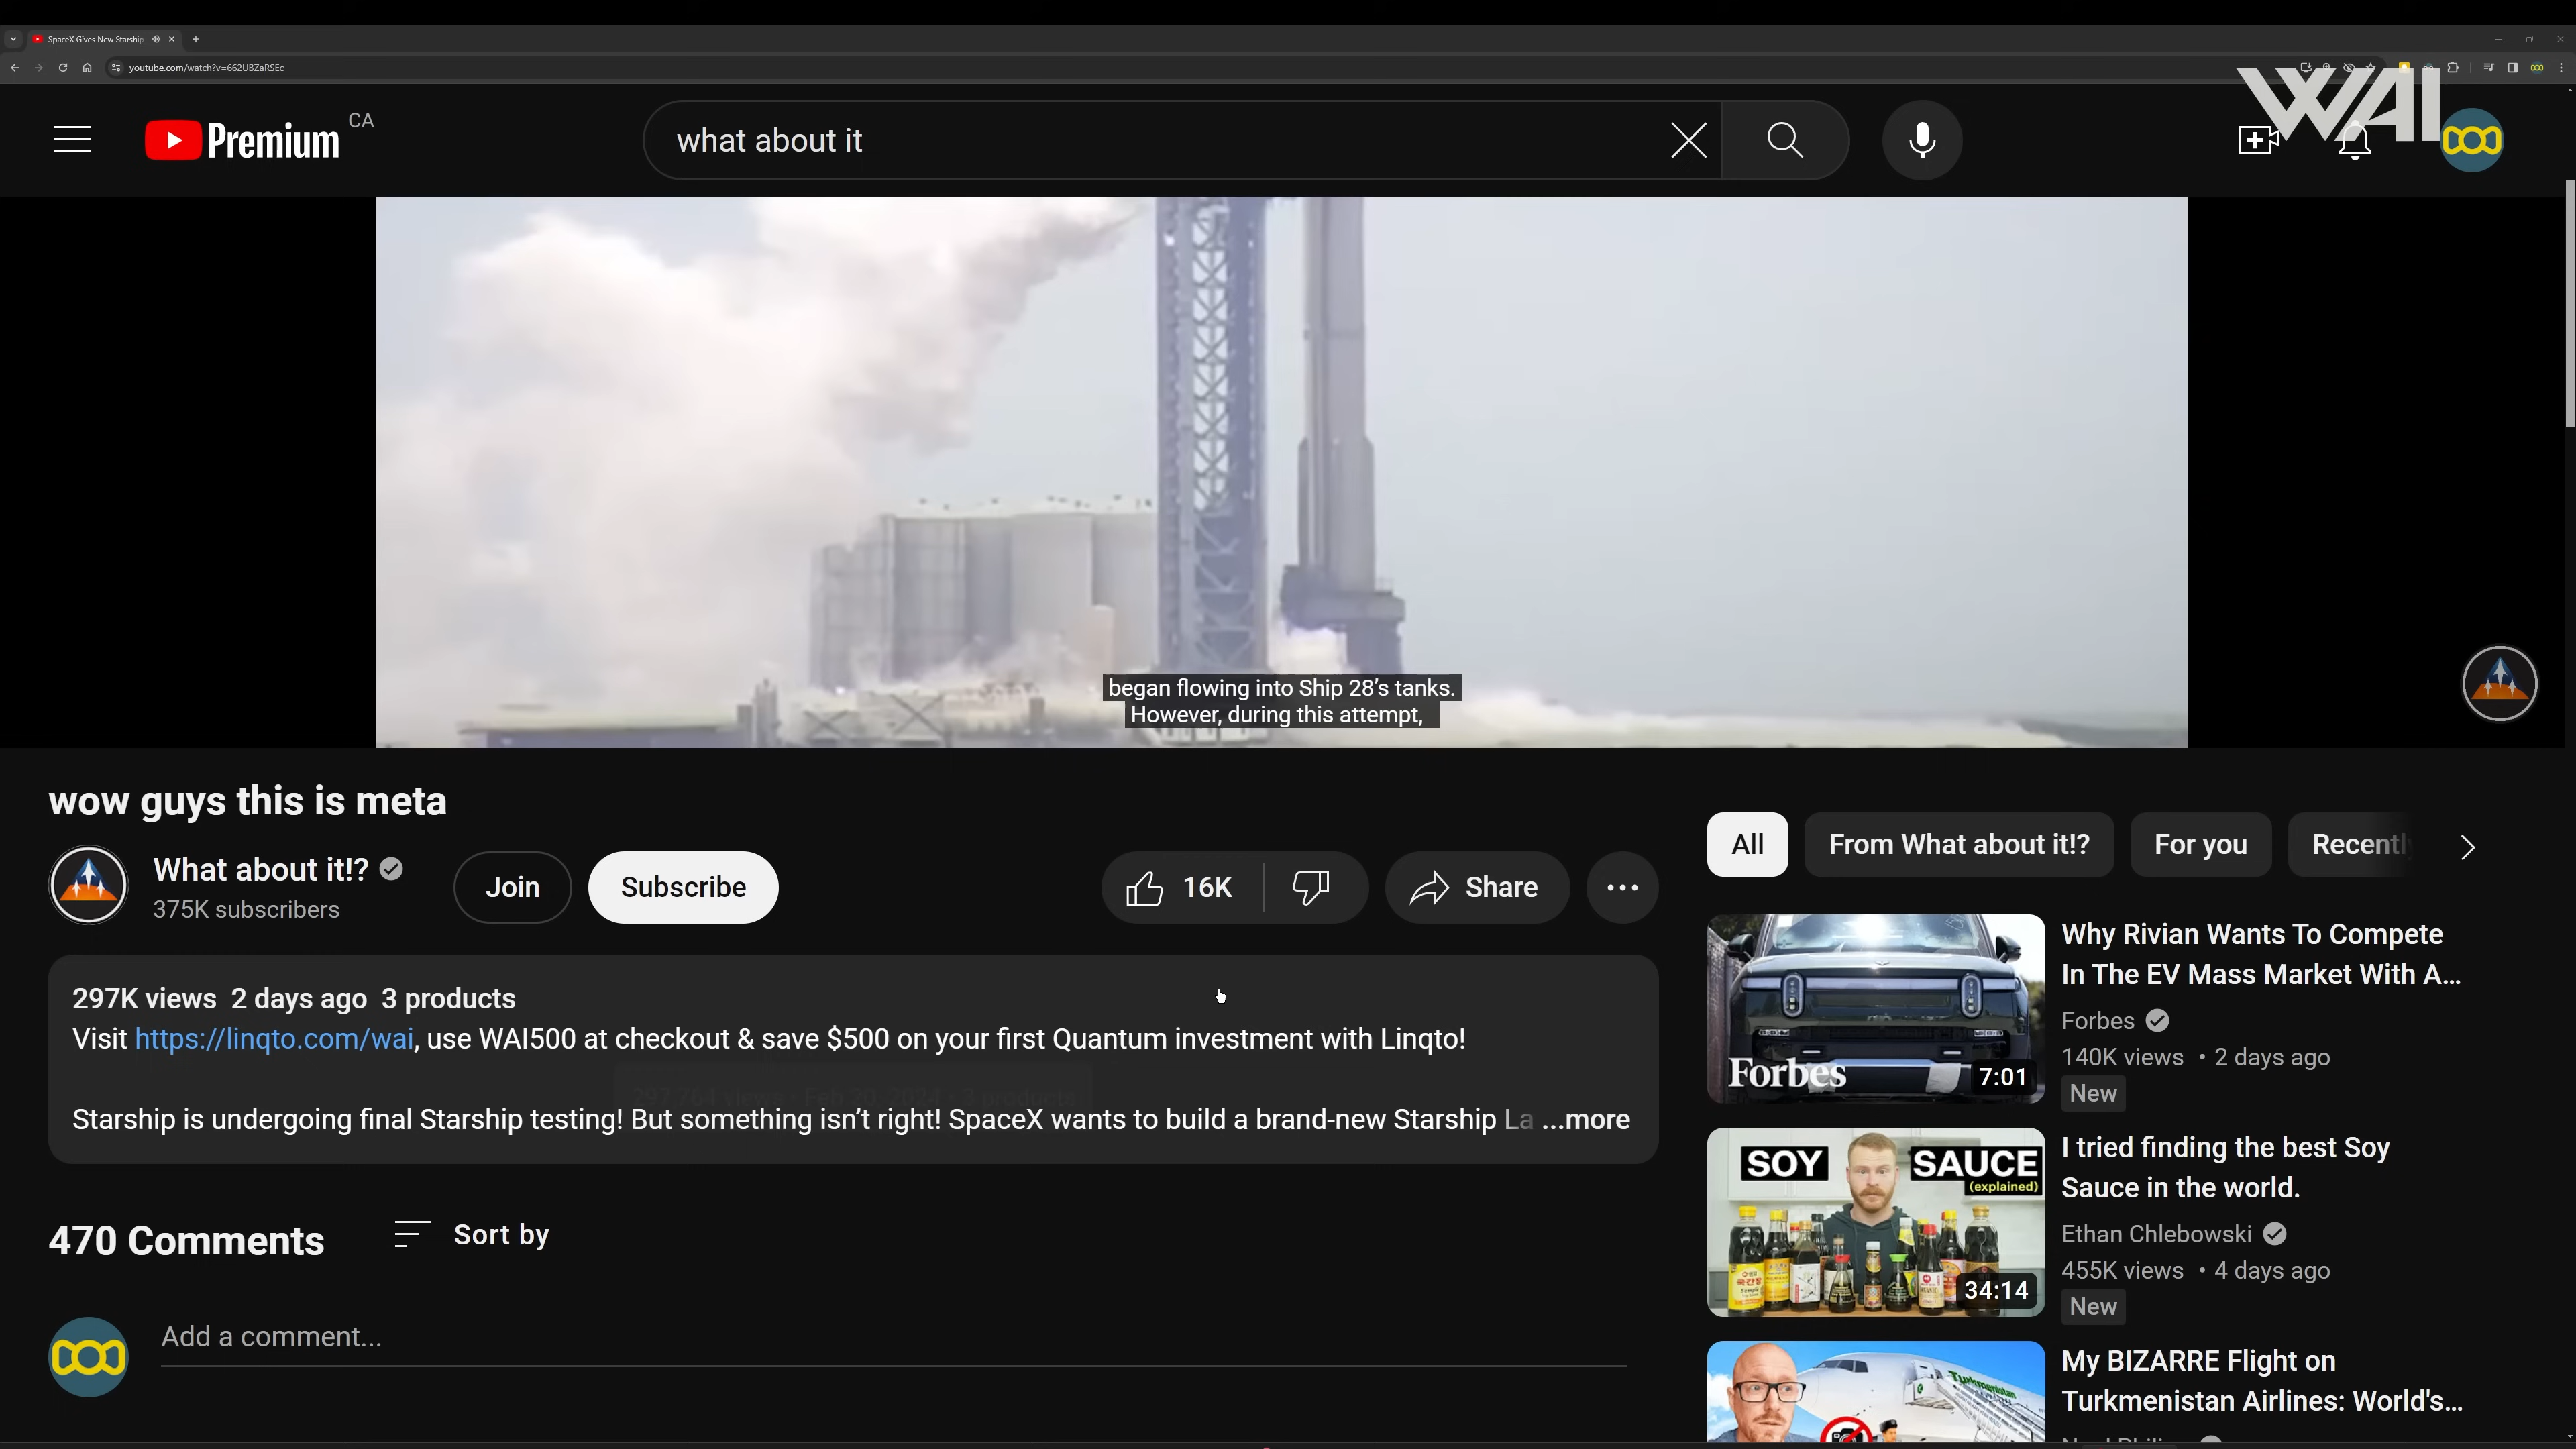 SpaceX Gives New Starship
youtube.com/watch?v=662UBZaRSEc
WAI
Premium CA
what about it
began flowing into Ship 28’s tanks.
However, during this attempt,
wow guys this is meta
What about it!?
375K subscribers
Join
Subscribe
16K
Share
297K views 2 days ago 3 products
Visit https://linqto.com/wai, use WAI500 at checkout & save $500 on your first Quantum investment with Linqto!
Starship is undergoing final Starship testing! But something isn’t right! SpaceX wants to build a brand-new Starship La ...more
470 Comments
Sort by
Add a comment...
All
From What about it!?
For you
Recently
Forbes
7:01
Why Rivian Wants To Compete
In The EV Mass Market With A...
Forbes
140K views • 2 days ago
New
SOY SAUCE
(explained)
34:14
I tried finding the best Soy
Sauce in the world.
Ethan Chlebowski
455K views • 4 days ago
New
Turkmenistan
My BIZARRE Flight on
Turkmenistan Airlines: World's...